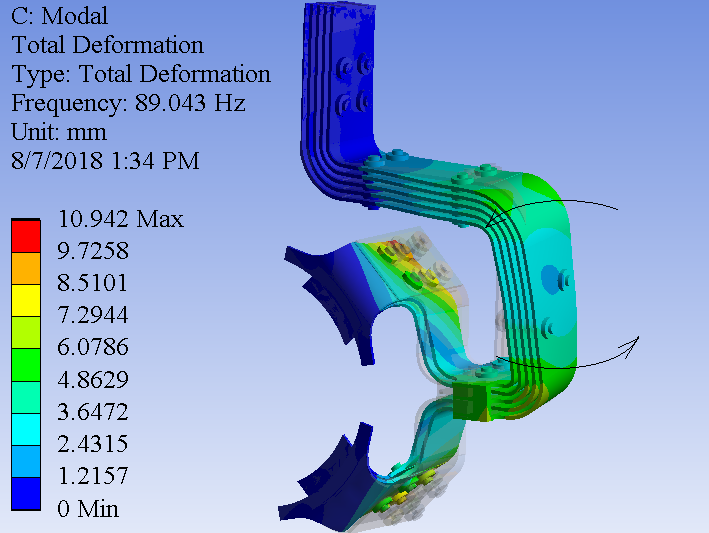 C: Modal
Total Deformation
Type: Total Deformation
Frequency: 89.043 Hz
Unit: mm
8/7/2018 1:34 PM
10.942 Max
9.7258
8.5101
7.2944
6.0786
4.8629
3.6472
2.4315
1.2157
0 Min